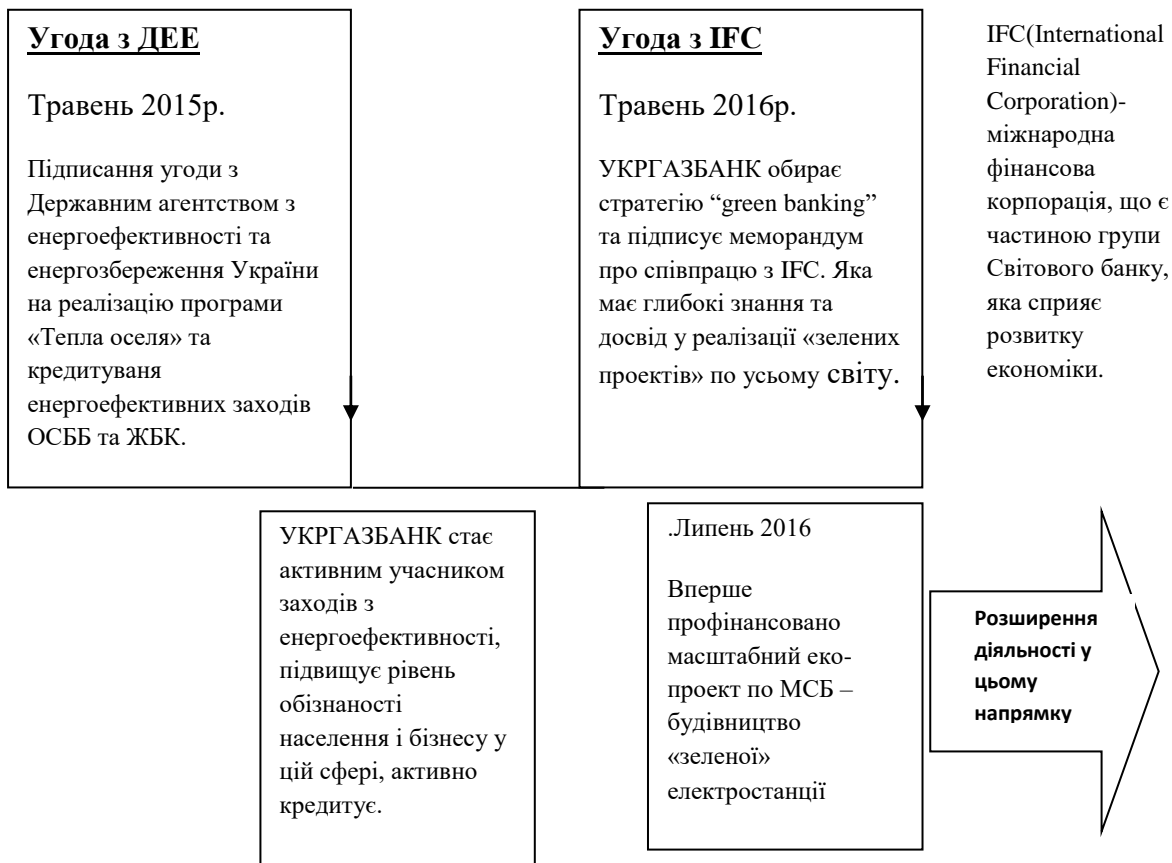 Угода з ДЕЕ
Травень 2015р.
Підписання угоди з
Державним агентством з
енергоефективності та
енергозбереження України
на реалізацію програми
«Тепла оселя» та
кредитуваня
енергоефективних заходів
ОСББ та ЖБК.
Угода з IFC
Травень 2016р.
УКРГАЗБАНК обирає
стратегію “green banking”
та підписує меморандум
про співпрацю з IFC. Яка
має глибокі знання та
досвід у реалізації «зелених
проектів» по усьому світу.
IFC(International
Financial
Corporation)-
міжнародна
фінансова
корпорація, що є
частиною групи
Світового банку,
яка сприяє
розвитку
економіки.
УКРГАЗБАНК стає
активним учасником
заходів з
енергоефективності,
підвищує рівень
обізнаності
населення і бізнесу у
цій сфері, активно
кредитує.
.Липень 2016
Вперше
профінансовано
масштабний еко-
проект по МСБ –
будівництво
«зеленої»
електростанції
Розширення
діяльності у
цьому
напрямку